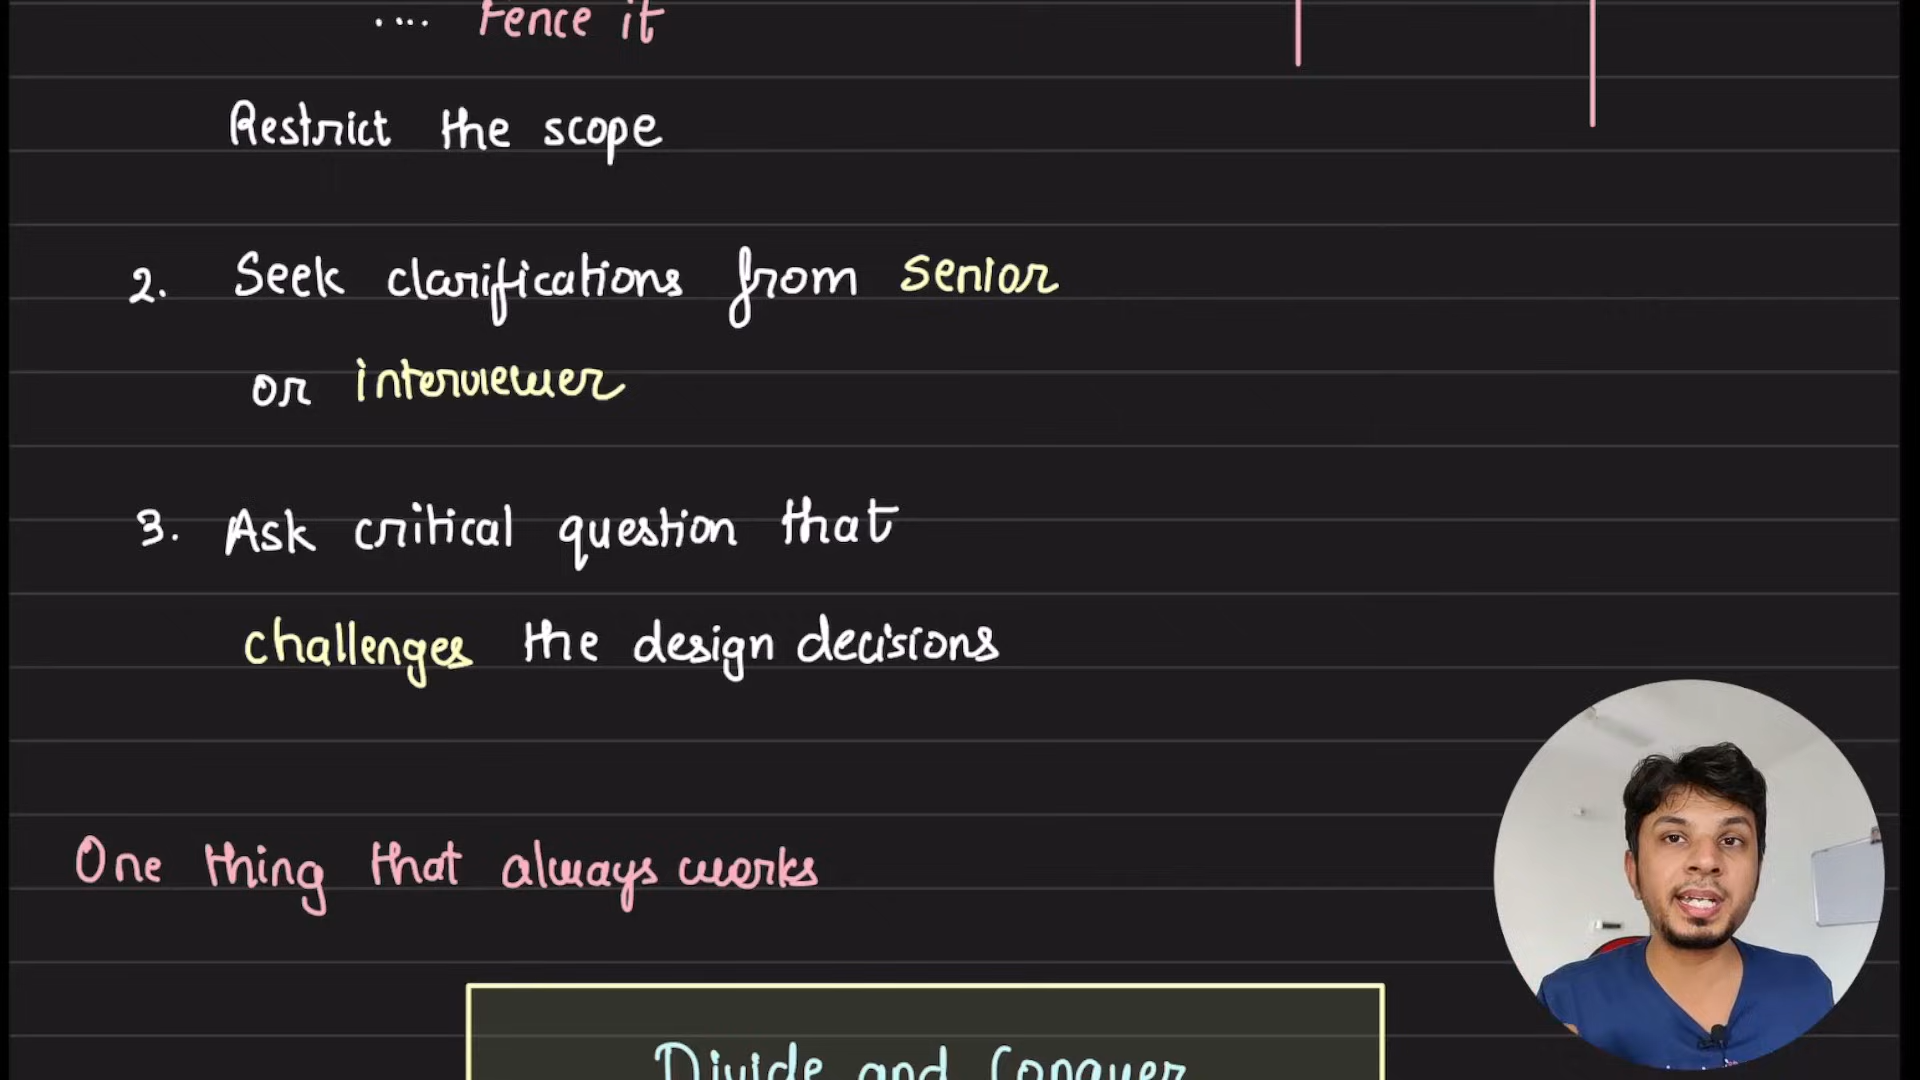 .... Fence it
Restrict the scope
2. Seek clarifications from senior
or interviewer
3. Ask critical question that
challenges the design decisions
One thing that always works
Divide and Conquer